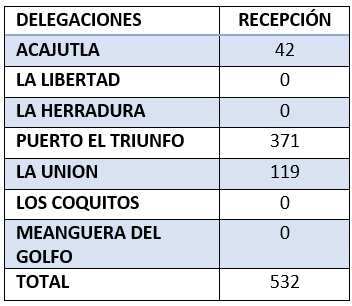 DELEGACIONES RECEPCIÓN
ACAJUTLA 42
LA LIBERTAD 0
LA HERRADURA 0
PUERTO EL TRIUNFO 371
LA UNION 119
LOS COQUITOS 0
MEANGUERA DEL 0
GOLFO
TOTAL 532